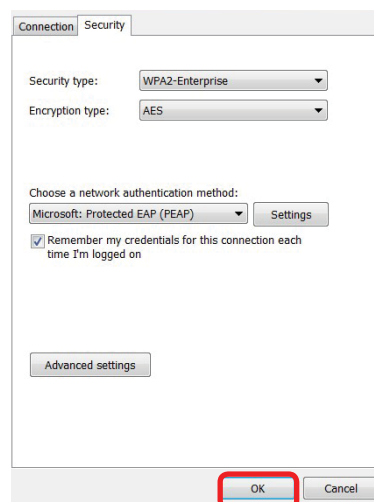 Connection Security
Security type: WPA2-Enterprise
Encryption type: AES
Choose a network authentication method:
Microsoft: Protected EAP (PEAP) Settings
Remember my credentials for this connection each
time I'm logged on
Advanced settings
OK Cancel